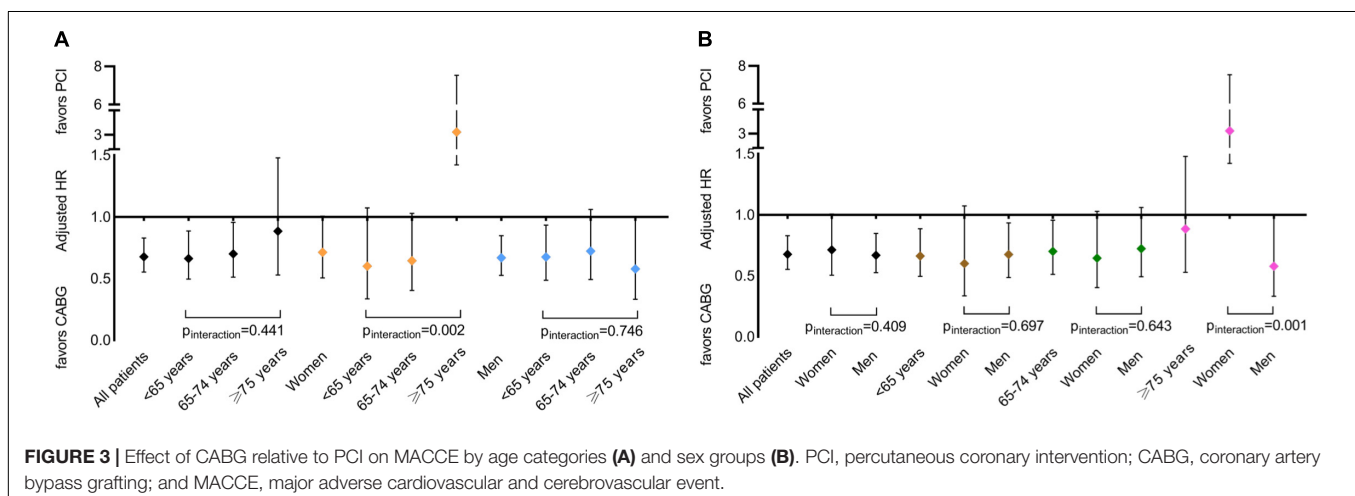 A
8
6
3
1.5
1.0
0.5
0.0
favors PCI
Adjusted HR
favors CABG
pinteraction=0.441
pinteraction=0.002
pinteraction=0.746
All patients
<65 years
65-74 years
⩾75 years
Women
<65 years
65-74 years
⩾75 years
Men
<65 years
65-74 years
⩾75 years
B
8
6
3
1.5
1.0
0.5
0.0
favors PCI
Adjusted HR
favors CABG
pinteraction=0.409
pinteraction=0.697
pinteraction=0.643
pinteraction=0.001
All patients
Women
Men
<65 years
Women
Men
65-74 years
Women
Men
⩾75 years
Women
Men
FIGURE 3 | Effect of CABG relative to PCI on MACCE by age categories (A) and sex groups (B). PCI, percutaneous coronary intervention; CABG, coronary artery
bypass grafting; and MACCE, major adverse cardiovascular and cerebrovascular event.